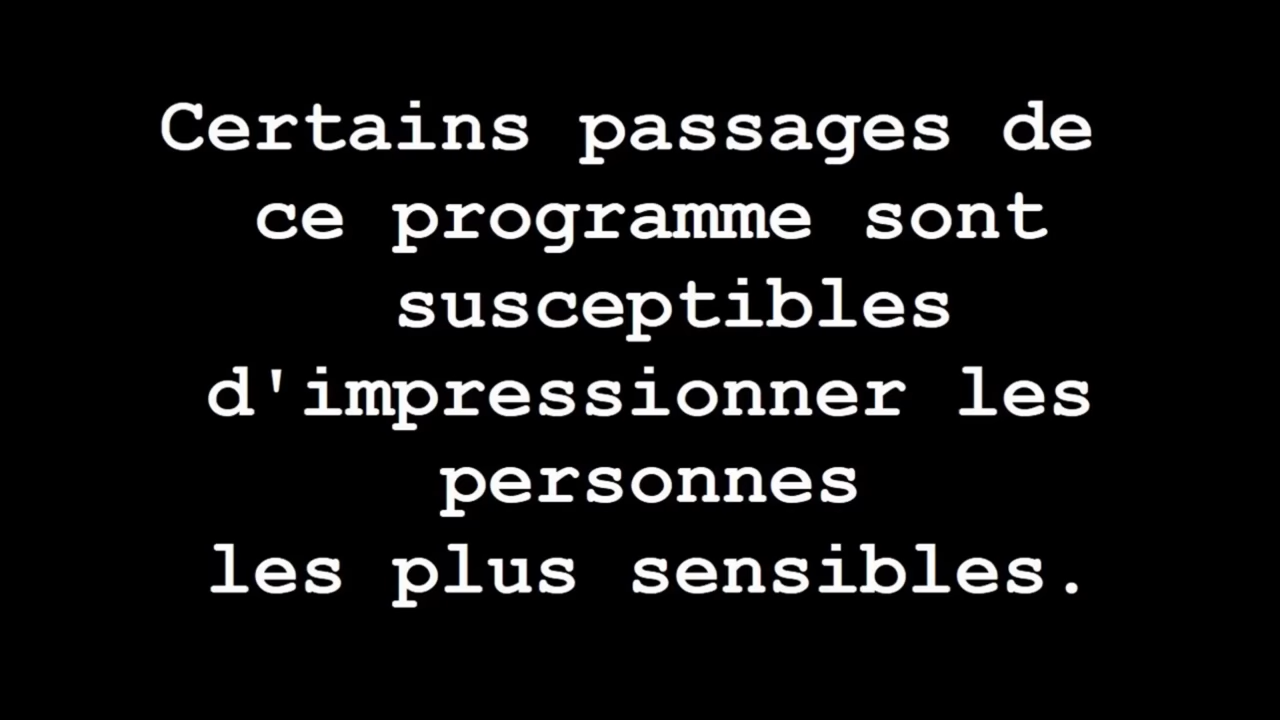 Certains passages de
ce programme sont
susceptibles
d'impressionner les
personnes
les plus sensibles.